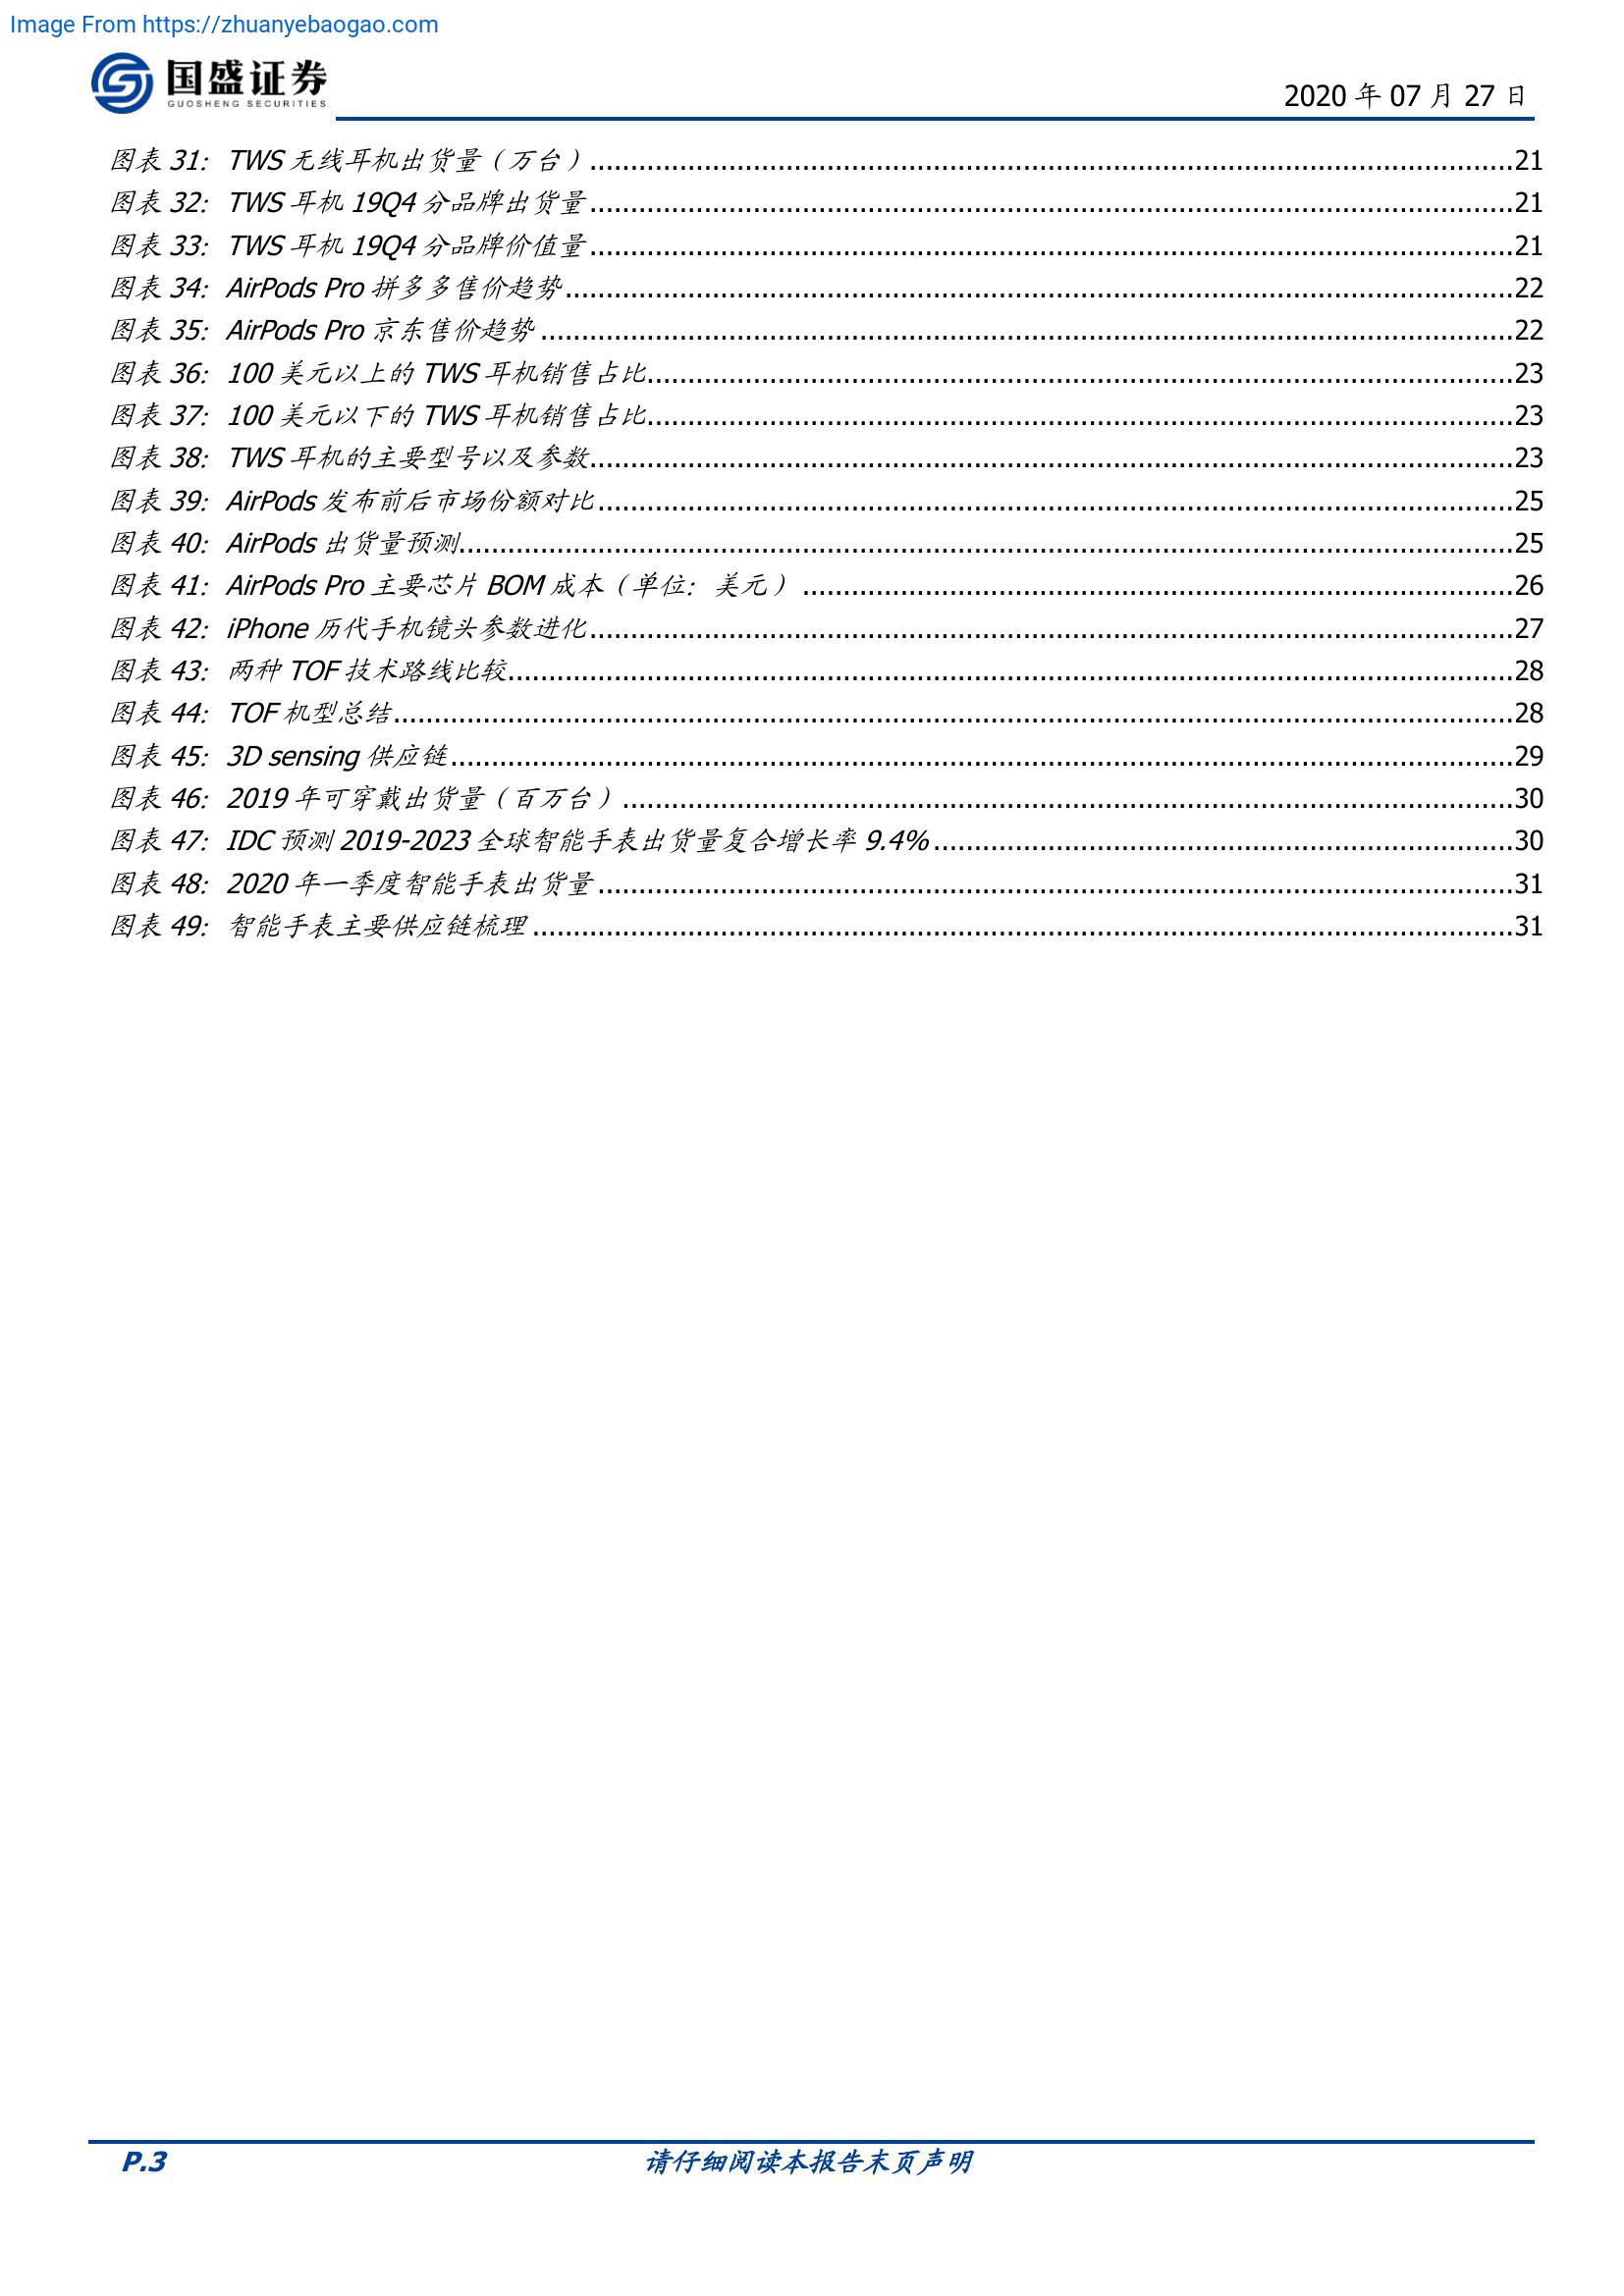 Image From https://zhuanyebaogao.com
国盛证券
GUOSHENG SECURITIES
2020 年 07 月 27 日
图表 31：TWS 无线耳机出货量（万台）....................21
图表 32：TWS 耳机 19Q4 分品牌出货量....................21
图表 33：TWS 耳机 19Q4 分品牌价值量....................21
图表 34：AirPods Pro 拼多多售价趋势....................22
图表 35：AirPods Pro 京东售价趋势....................22
图表 36：100 美元以上的 TWS 耳机销售占比....................23
图表 37：100 美元以下的 TWS 耳机销售占比....................23
图表 38：TWS 耳机的主要型号以及参数....................23
图表 39：AirPods 发布前后市场份额对比....................25
图表 40：AirPods 出货量预测....................25
图表 41：AirPods Pro 主要芯片 BOM 成本（单位：美元）....................26
图表 42：iPhone 历代手机镜头参数进化....................27
图表 43：两种 TOF 技术路线比较....................28
图表 44：TOF 机型总结....................28
图表 45：3D sensing 供应链....................29
图表 46：2019 年可穿戴出货量（百万台）....................30
图表 47：IDC 预测 2019-2023 全球智能手表出货量复合增长率 9.4%....................30
图表 48：2020 年一季度智能手表出货量....................31
图表 49：智能手表主要供应链梳理....................31
P.3
请仔细阅读本报告末页声明